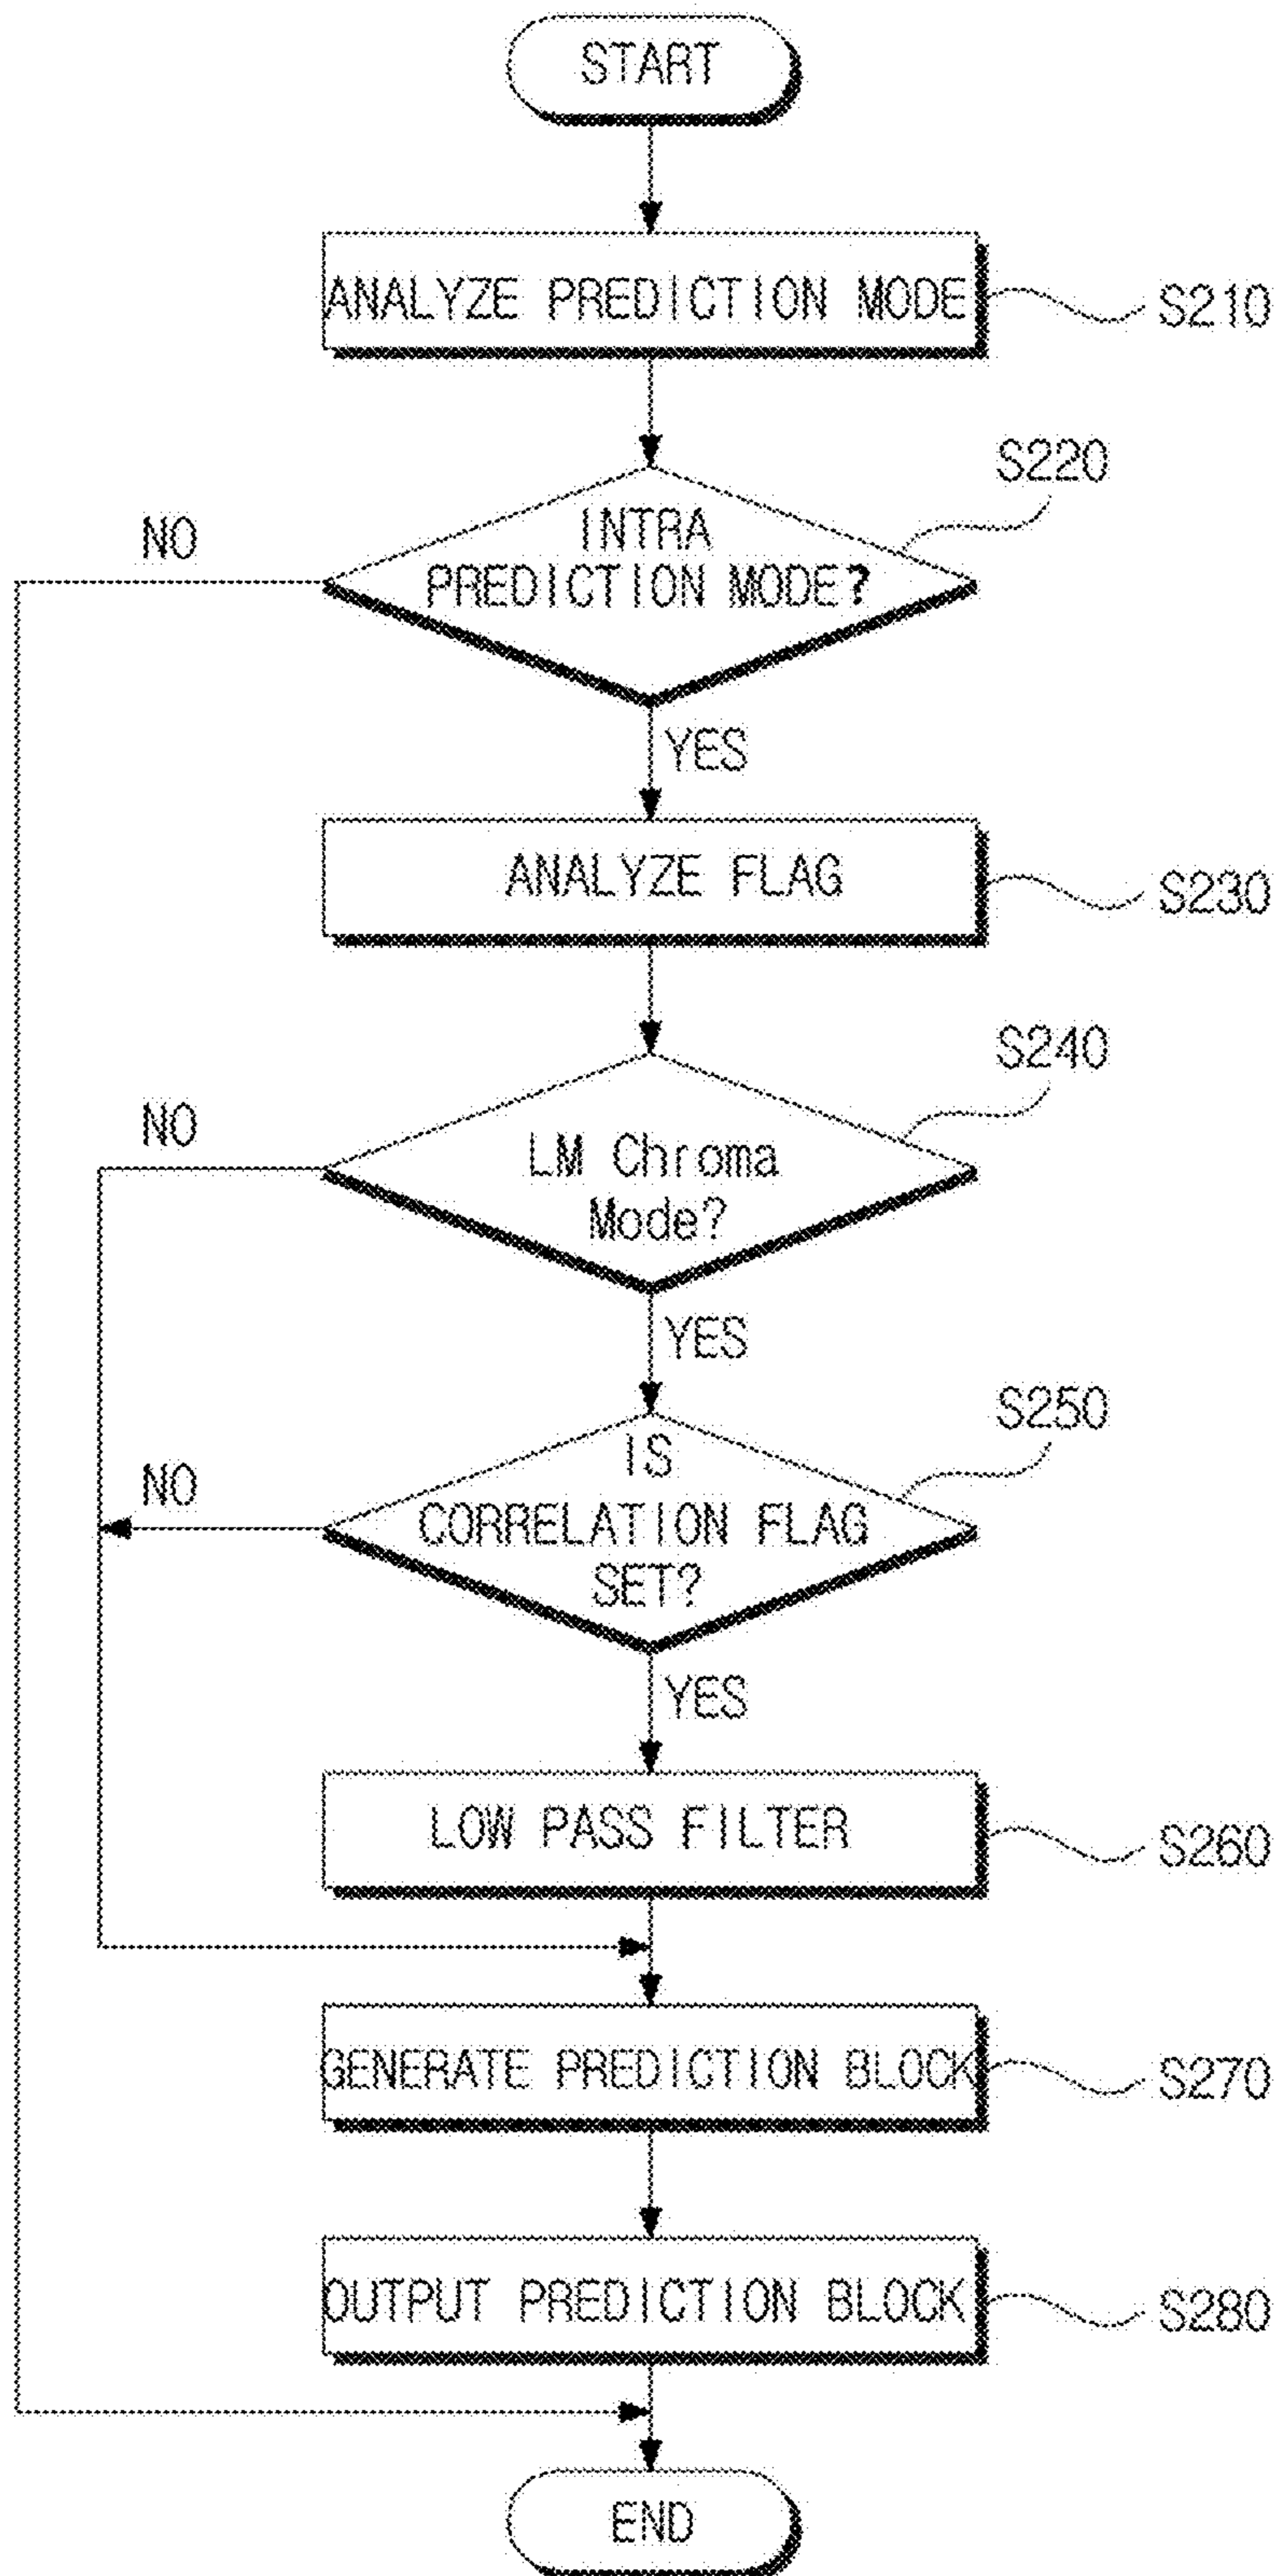 START
ANALYZE PREDICTION MODE
S210
S220
NO
INTRA
PREDICTION MODE?
YES
ANALYZE FLAG
S230
S240
NO
LM Chroma
Mode?
YES
S250
NO
IS
CORRELATION FLAG
SET?
YES
LOW PASS FILTER
S260
GENERATE PREDICTION BLOCK
S270
OUTPUT PREDICTION BLOCK
S280
END